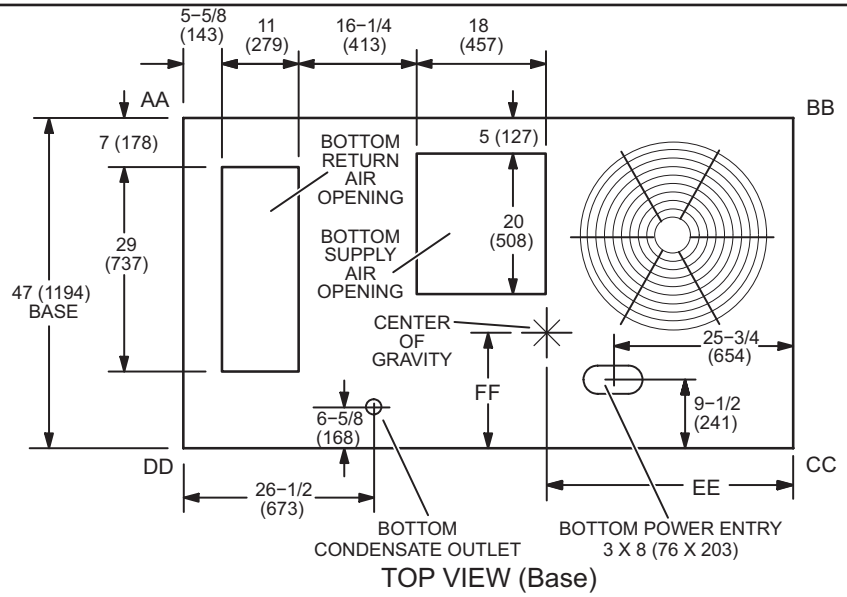 5−5/8
(143)
11
(279)
16−1/4
(413)
18
(457)
AA
BB
7 (178)
BOTTOM
RETURN
AIR
OPENING
5 (127)
29
(737)
20
(508)
BOTTOM
SUPPLY
AIR
OPENING
47 (1194)
BASE
CENTER
OF
GRAVITY
25−3/4
(654)
FF
6−5/8
(168)
9−1/2
(241)
DD
CC
26−1/2
(673)
EE
BOTTOM
CONDENSATE OUTLET
BOTTOM POWER ENTRY
3 X 8 (76 X 203)
TOP VIEW (Base)